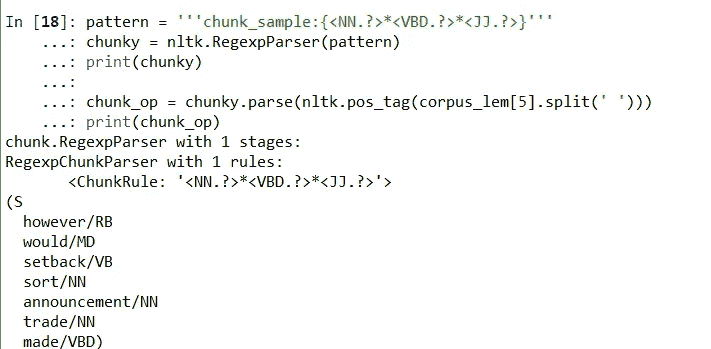 In [18]: pattern = '''chunk_sample:{<NN.?>*<VBD.?>*<JJ.?>}'''
...: chunky = nltk.RegexpParser(pattern)
...: print(chunky)
...:
...: chunk_op = chunky.parse(nltk.pos_tag(corpus_lem[5].split(' ')))
...: print(chunk_op)
chunk.RegexpParser with 1 stages:
RegexpChunkParser with 1 rules:
<ChunkRule: '<NN.?>*<VBD.?>*<JJ.?>'>
(S
however/RB
would/MD
setback/VB
sort/NN
announcement/NN
trade/NN
made/VBD)